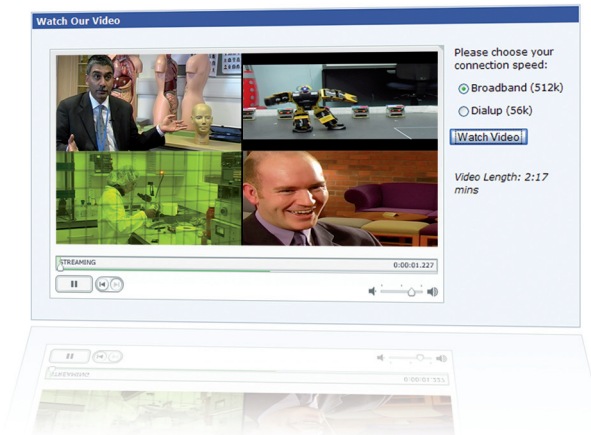 Watch Our Video
Please choose your
connection speed:
Broadband (512k)
Dialup (56k)
Watch Video
Video Length: 2:17
mins
STREAMING
0:00:01.227